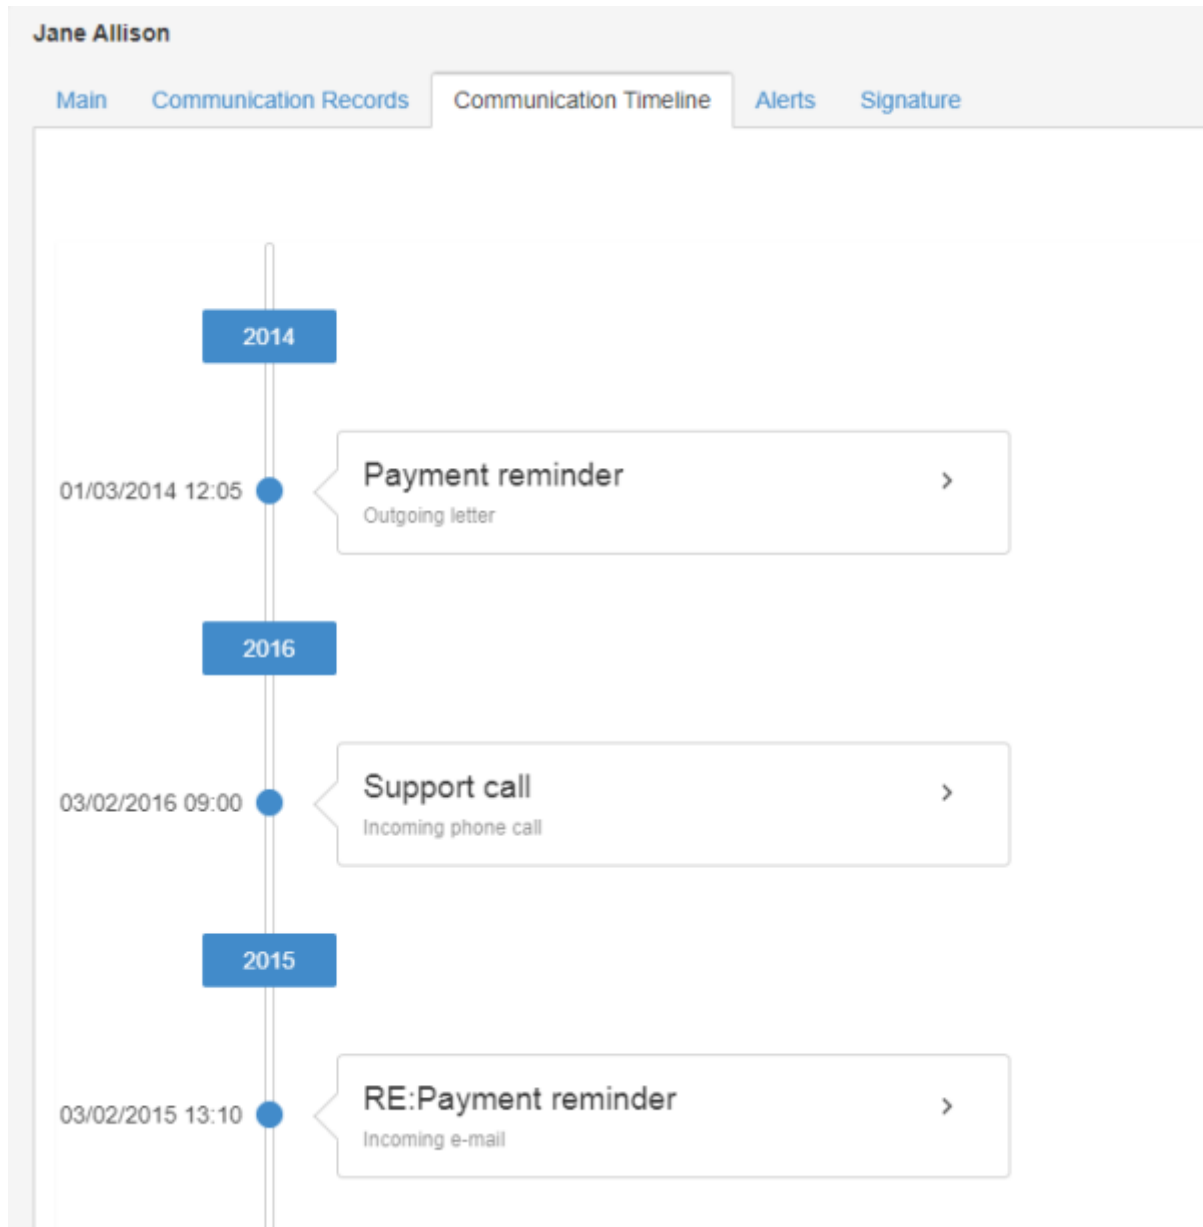 Jane Allison
Main Communication Records Communication Timeline Alerts Signature
2014
Payment reminder
01/03/2014 12:05
Outgoing letter
2016
Support call
03/02/2016 09:00
Incoming phone call
2015
RE:Payment reminder
03/02/2015 13:10
Incoming e-mail